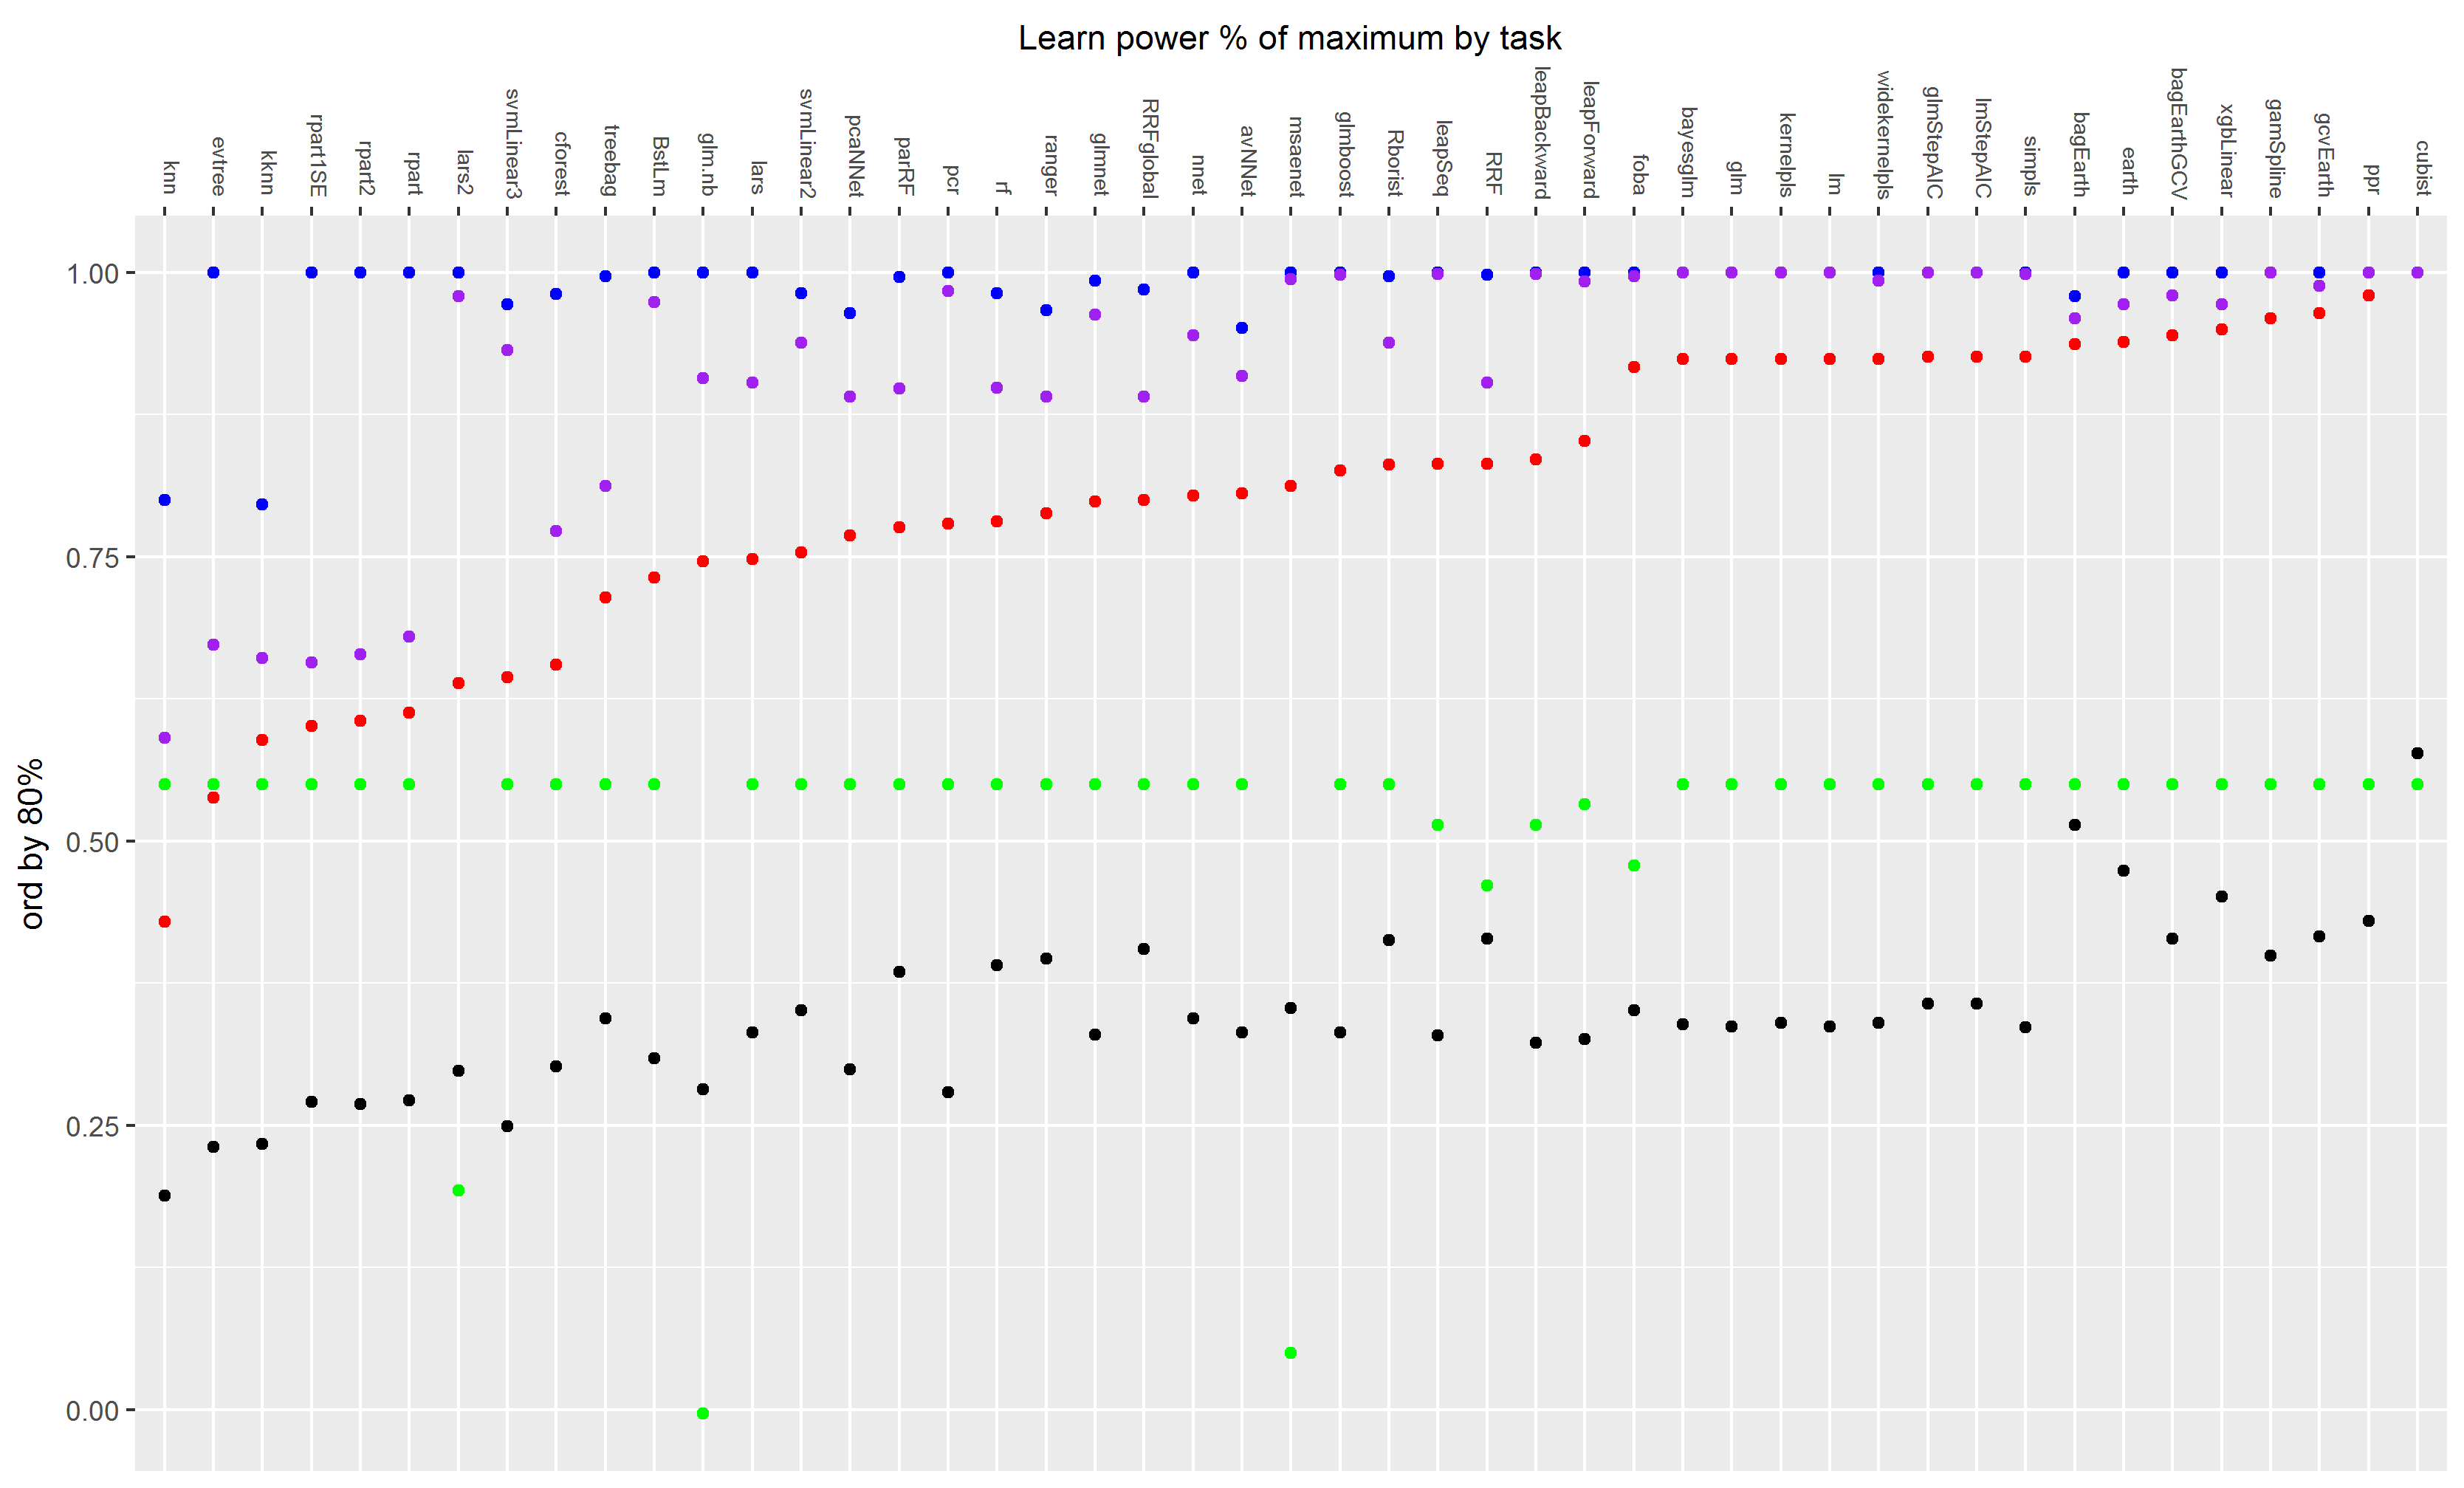 Learn power % of maximum by task
knn
evtree
kknn
rpart1SE
rpart2
rpart
lars2
svmLinear3
cforest
treebag
BstLm
glm.nb
lars
svmLinear2
pcaNNet
parRF
pcr
rf
ranger
glmnet
RRFglobal
nnet
avNNet
msaenet
glmboost
Rborist
leapSeq
RRF
leapBackward
leapForward
foba
bayesglm
glm
kernelpls
lm
widekernelpls
glmStepAIC
lmStepAIC
simpls
bagEarth
earth
bagEarthGCV
xgbLinear
gamSpline
gcvEarth
ppr
cubist
1.00
0.75
0.50
0.25
0.00
ord by 80%